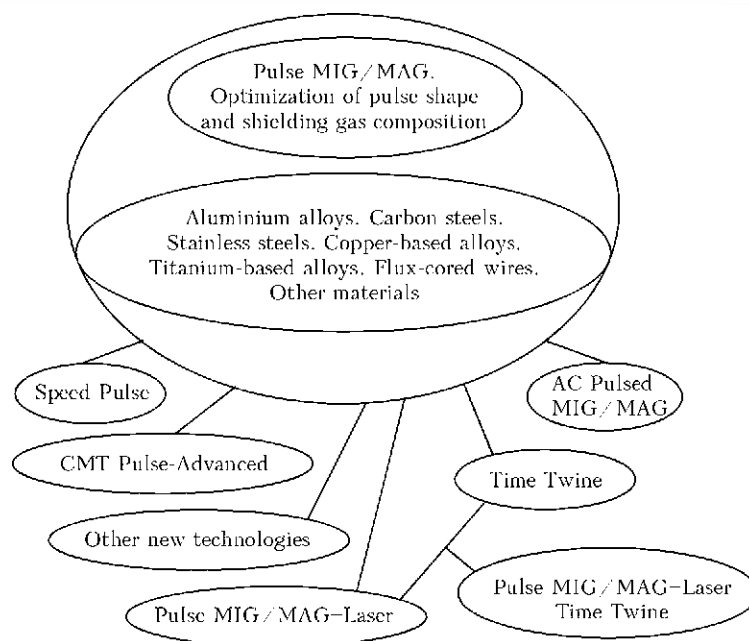 Pulse MIG/MAG.
Optimization of pulse shape
and shielding gas composition
Aluminium alloys. Carbon steels.
Stainless steels. Copper-based alloys.
Titanium-based alloys. Flux-cored wires.
Other materials
Speed Pulse
AC Pulsed
MIG/MAG
CMT Pulse-Advanced
Time Twine
Other new technologies
Pulse MIG/MAG-Laser
Pulse MIG/MAG-Laser
Time Twine